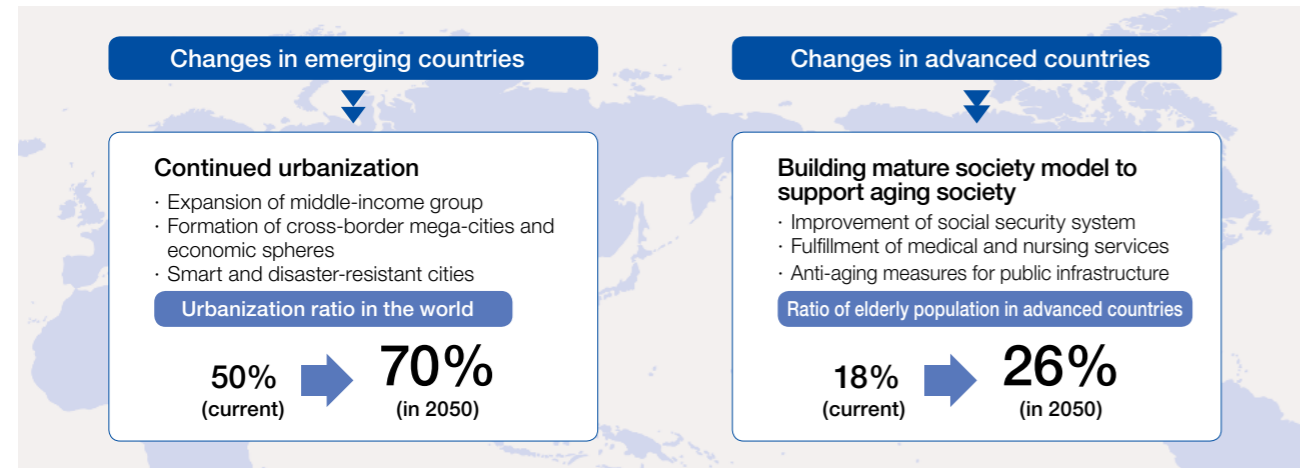 Changes in emerging countries
Continued urbanization
· Expansion of middle-income group
· Formation of cross-border mega-cities and
economic spheres
· Smart and disaster-resistant cities
Urbanization ratio in the world
50%
(current)
70%
(in 2050)
Changes in advanced countries
Building mature society model to
support aging society
· Improvement of social security system
· Fulfillment of medical and nursing services
· Anti-aging measures for public infrastructure
Ratio of elderly population in advanced countries
18%
(current)
26%
(in 2050)